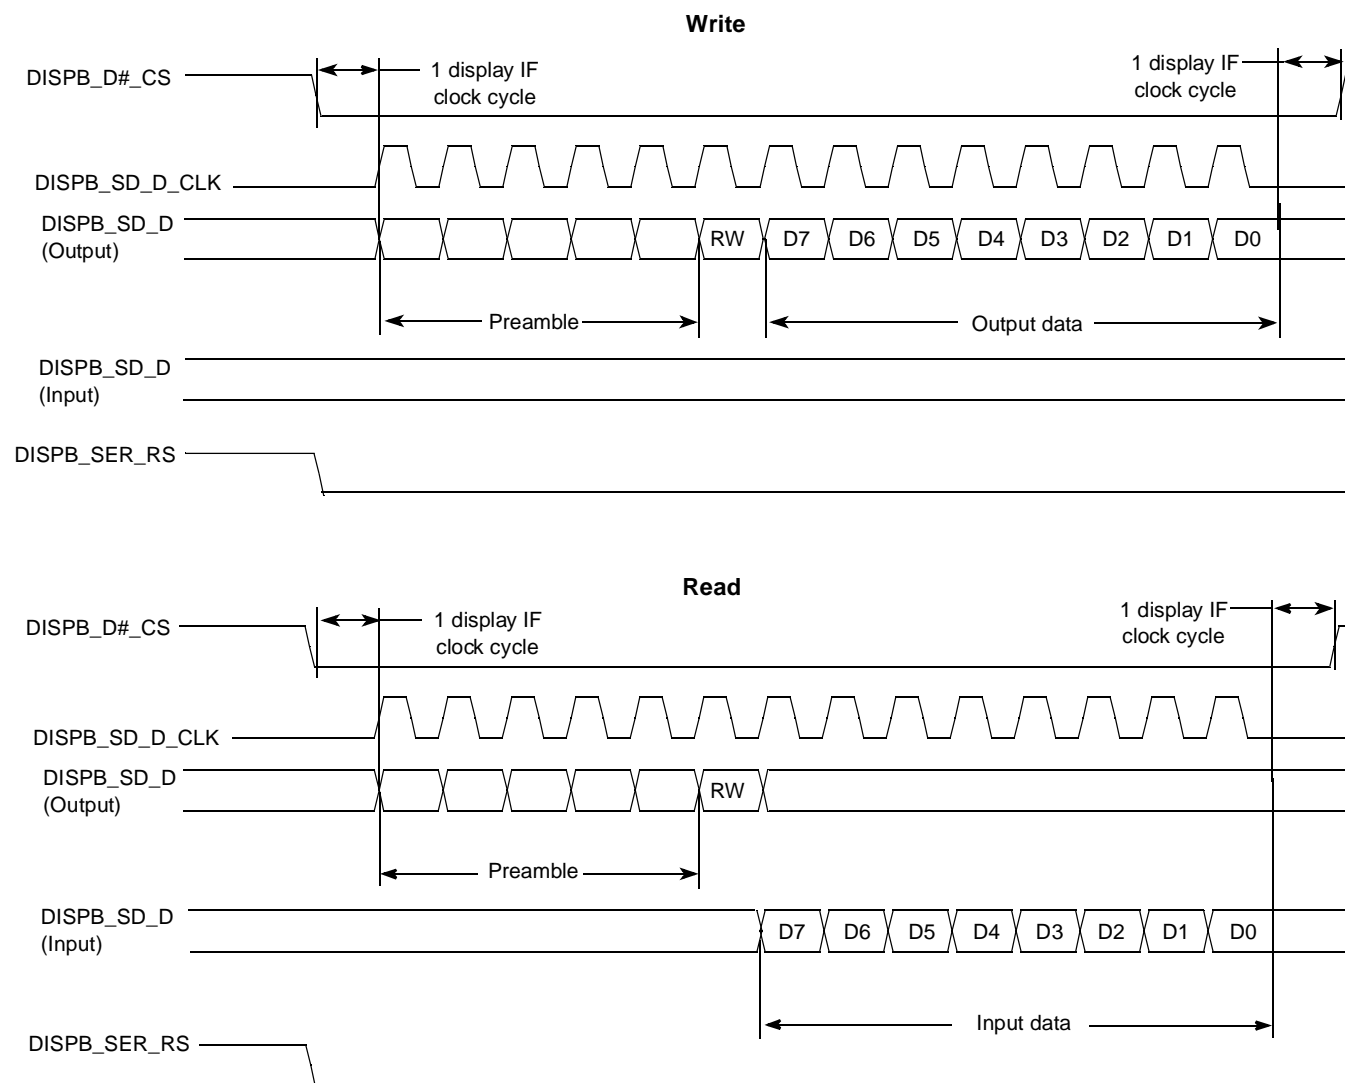 Write
DISPB_D#_CS
1 display IF
clock cycle
1 display IF
clock cycle
DISPB_SD_D_CLK
DISPB_SD_D
(Output)
RW D7 D6 D5 D4 D3 D2 D1 D0
Preamble
Output data
DISPB_SD_D
(Input)
DISPB_SER_RS
Read
DISPB_D#_CS
1 display IF
clock cycle
1 display IF
clock cycle
DISPB_SD_D_CLK
DISPB_SD_D
(Output)
RW
Preamble
DISPB_SD_D
(Input)
D7 D6 D5 D4 D3 D2 D1 D0
Input data
DISPB_SER_RS